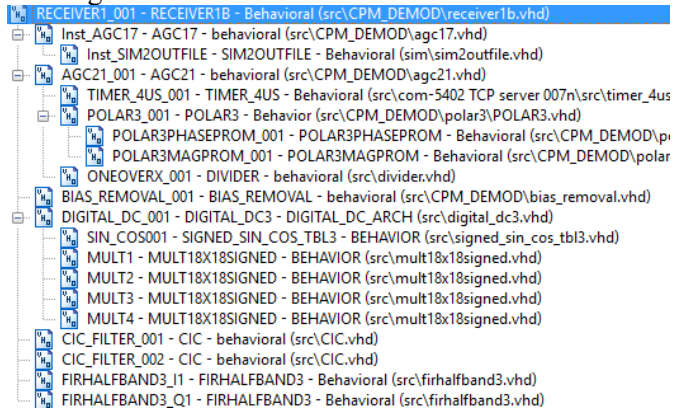 RECEIVER1_001 - RECEIVER1B - Behavioral (src\CPM_DEMOD\receiver1b.vhd)
Inst_AGC17 - AGC17 - behavioral (src\CPM_DEMOD\agc17.vhd)
Inst_SIM2OUTFILE - SIM2OUTFILE - Behavioral (sim\sim2outfile.vhd)
AGC21_001 - AGC21 - behavioral (src\CPM_DEMOD\agc21.vhd)
TIMER_4US_001 - TIMER_4US - Behavioral (src\com-5402 TCP server 007n\src\timer_4us
POLAR3_001 - POLAR3 - Behavior (src\CPM_DEMOD\polar3\POLAR3.vhd)
POLAR3PHASEPROM_001 - POLAR3PHASEPROM - Behavioral (src\CPM_DEMOD\po
POLAR3MAGPROM_001 - POLAR3MAGPROM - Behavioral (src\CPM_DEMOD\polar
ONEOVERX_001 - DIVIDER - behavioral (src\divider.vhd)
BIAS_REMOVAL_001 - BIAS_REMOVAL - behavioral (src\CPM_DEMOD\bias_removal.vhd)
DIGITAL_DC_001 - DIGITAL_DC3 - DIGITAL_DC_ARCH (src\digital_dc3.vhd)
SIN_COS001 - SIGNED_SIN_COS_TBL3 - BEHAVIOR (src\signed_sin_cos_tbl3.vhd)
MULT1 - MULT18X18SIGNED - BEHAVIOR (src\mult18x18signed.vhd)
MULT2 - MULT18X18SIGNED - BEHAVIOR (src\mult18x18signed.vhd)
MULT3 - MULT18X18SIGNED - BEHAVIOR (src\mult18x18signed.vhd)
MULT4 - MULT18X18SIGNED - BEHAVIOR (src\mult18x18signed.vhd)
CIC_FILTER_001 - CIC - behavioral (src\CIC.vhd)
CIC_FILTER_002 - CIC - behavioral (src\CIC.vhd)
FIRHALFBAND3_I1 - FIRHALFBAND3 - Behavioral (src\firhalfband3.vhd)
FIRHALFBAND3_Q1 - FIRHALFBAND3 - Behavioral (src\firhalfband3.vhd)